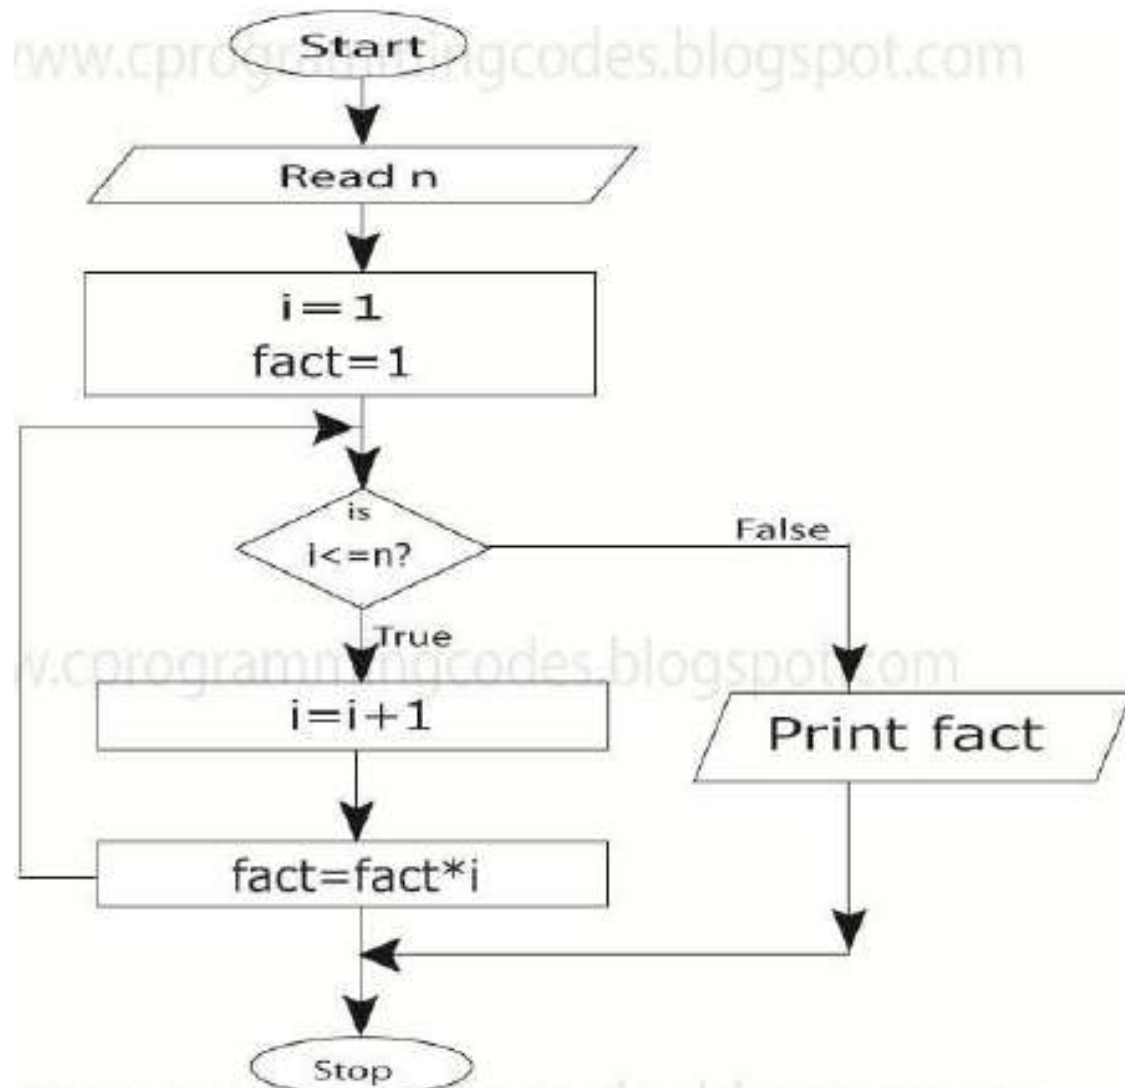 Start
www.cprogrammingcodes.blogspot.com
Read n
i=1
fact=1
is
i<=n?
False
True
w.cprogrammingcodes.blogspot.com
i=i+1
Print fact
fact=fact*i
Stop